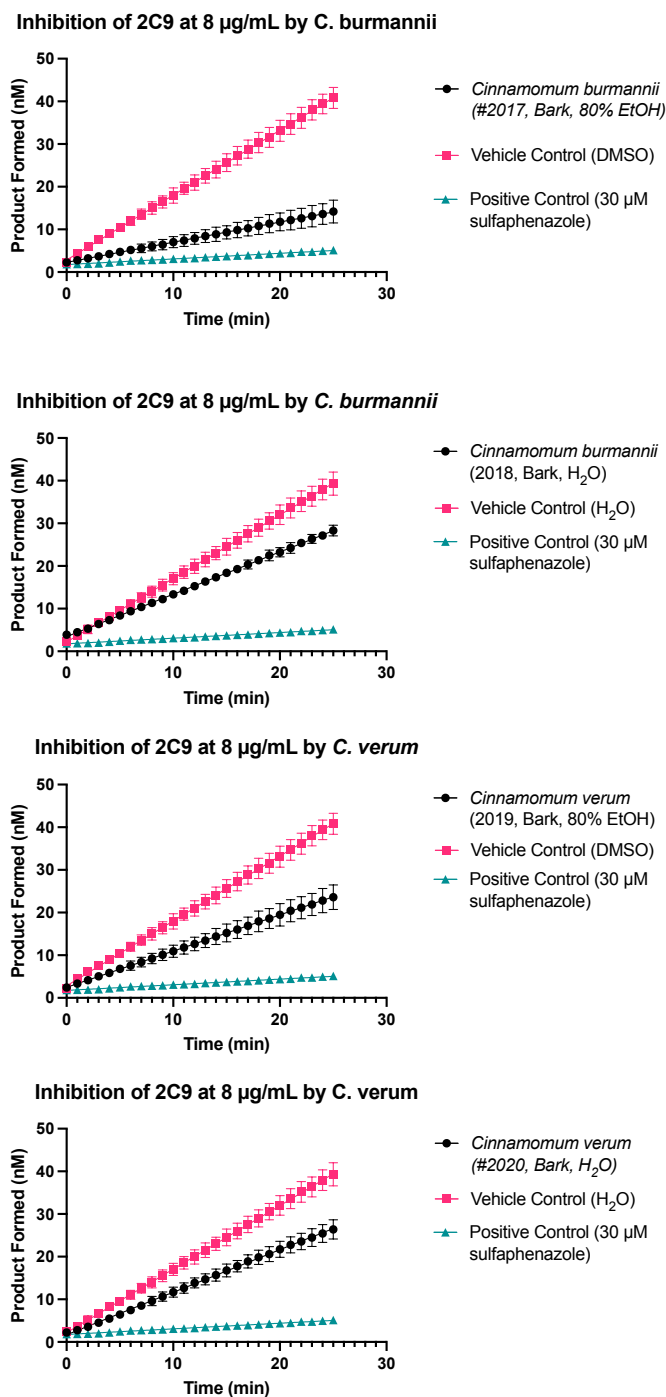 Inhibition of 2C9 at 8 µg/mL by C. burmannii
Product Formed (nM)
50
40
30
20
10
0
0 10 20 30
Time (min)
Cinnamomum burmannii
(#2017, Bark, 80% EtOH)
Vehicle Control (DMSO)
Positive Control (30 µM
sulfaphenazole)
Inhibition of 2C9 at 8 µg/mL by C. burmannii
Product Formed (nM)
50
40
30
20
10
0
0 10 20 30
Time (min)
Cinnamomum burmannii
(2018, Bark, H₂O)
Vehicle Control (H₂O)
Positive Control (30 µM
sulfaphenazole)
Inhibition of 2C9 at 8 µg/mL by C. verum
Product Formed (nM)
50
40
30
20
10
0
0 10 20 30
Time (min)
Cinnamomum verum
(2019, Bark, 80% EtOH)
Vehicle Control (DMSO)
Positive Control (30 µM
sulfaphenazole)
Inhibition of 2C9 at 8 µg/mL by C. verum
Product Formed (nM)
50
40
30
20
10
0
0 10 20 30
Time (min)
Cinnamomum verum
(#2020, Bark, H₂O)
Vehicle Control (H₂O)
Positive Control (30 µM
sulfaphenazole)